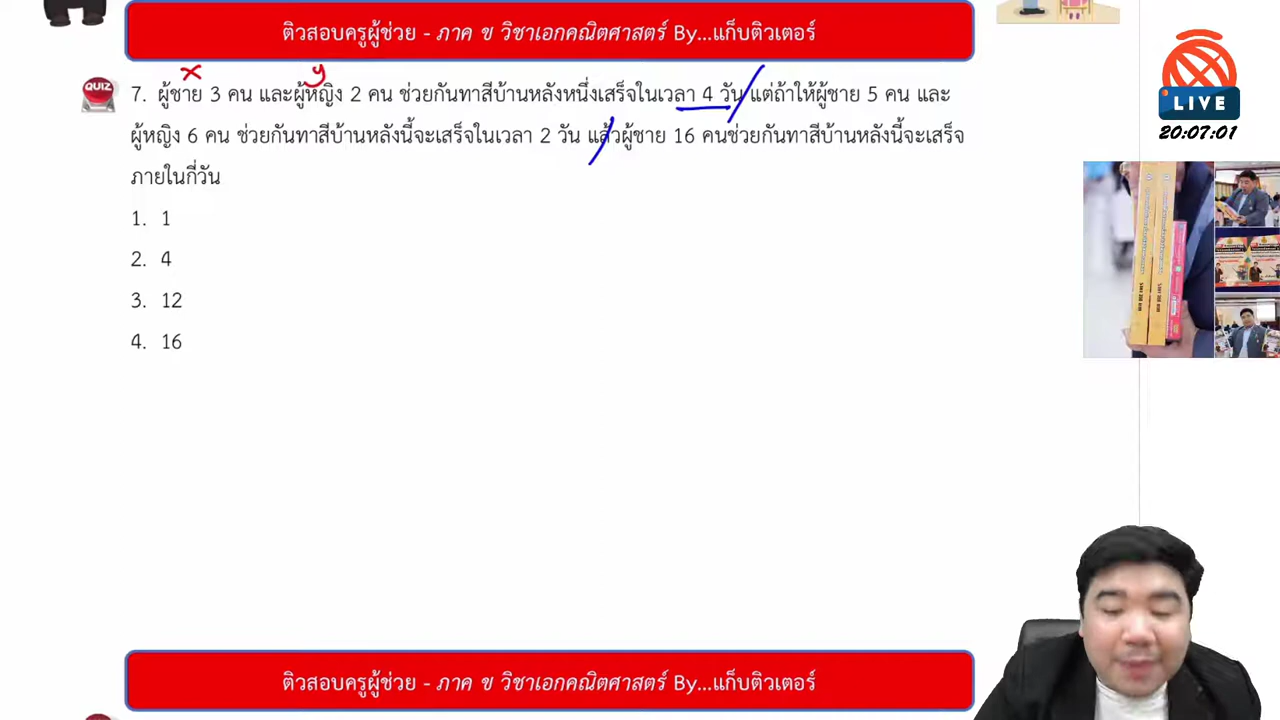 ติวสอบครูผู้ช่วย - ภาค ข วิชาเอกคณิตศาสตร์ By...แก็บติวเตอร์
LIVE
20:07:01
x y
QUIZ
7. ผู้ชาย 3 คน และผู้หญิง 2 คน ช่วยกันทาสีบ้านหลังหนึ่งเสร็จในเวลา 4 วัน แต่ถ้าให้ผู้ชาย 5 คน และ
ผู้หญิง 6 คน ช่วยกันทาสีบ้านหลังนี้จะเสร็จในเวลา 2 วัน แล้วผู้ชาย 16 คนช่วยกันทาสีบ้านหลังนี้จะเสร็จ
ภายในกี่วัน
1. 1
2. 4
3. 12
4. 16
ติวสอบครูผู้ช่วย - ภาค ข วิชาเอกคณิตศาสตร์ By...แก็บติวเตอร์